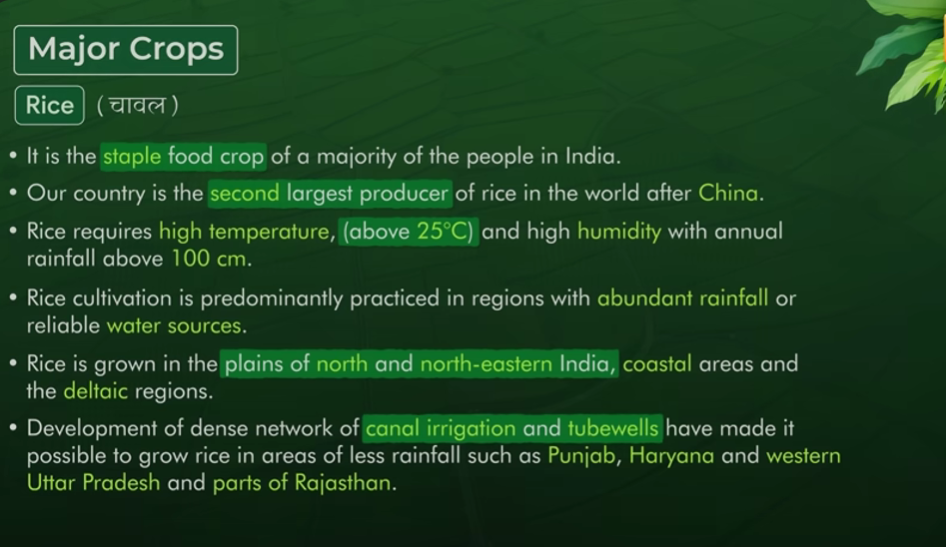 Major Crops
Rice (चावल)
• It is the staple food crop of a majority of the people in India.
• Our country is the second largest producer of rice in the world after China.
• Rice requires high temperature, (above 25°C) and high humidity with annual
rainfall above 100 cm.
• Rice cultivation is predominantly practiced in regions with abundant rainfall or
reliable water sources.
• Rice is grown in the plains of north and north-eastern India, coastal areas and
the deltaic regions.
• Development of dense network of canal irrigation and tubewells have made it
possible to grow rice in areas of less rainfall such as Punjab, Haryana and western
Uttar Pradesh and parts of Rajasthan.